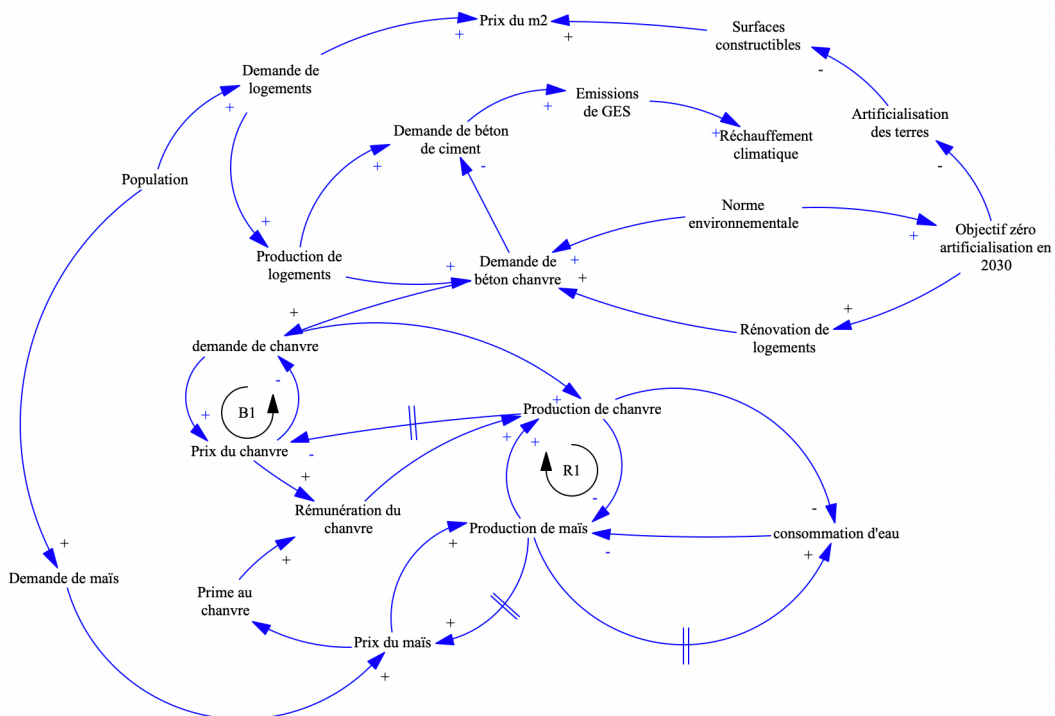 Prix du m2
+
+
Surfaces
constructibles
-
Demande de
logements
+
Emissions
de GES
+
Demande de béton
de ciment
-
+
+
Réchauffement
climatique
Artificialisation
des terres
-
Population
Norme
environnementale
+
Objectif zéro
artificialisation en
2030
+
Production de
logements
+
Demande de
béton chanvre
+
+
+
Rénovation de
logements
+
demande de chanvre
-
B1
+
Prix du chanvre
-
+
Production de chanvre
+
+
+
R1
-
Rémunération du
chanvre
+
Production de maïs
+
-
-
consommation d'eau
+
+
Demande de maïs
Prime au
chanvre
+
Prix du maïs
+